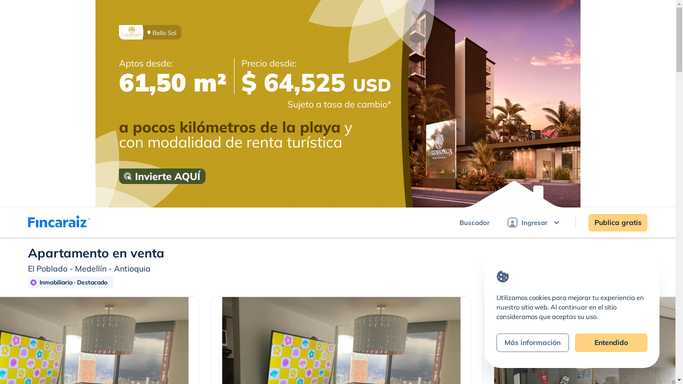 Bello Sol
Aptos desde:
61,50 m²
Precio desde:
$ 64,525 USD
Sujeto a tasa de cambio*
a pocos kilómetros de la playa y
con modalidad de renta turística
Invierte AQUÍ
Fincaraiz
Buscador
Ingresar
Publica gratis
Apartamento en venta
El Poblado - Medellín - Antioquia
Inmobiliaria · Destacado
Utilizamos cookies para mejorar tu experiencia en
nuestro sitio web. Al continuar en el sitio
consideramos que aceptas su uso.
Más información
Entendido